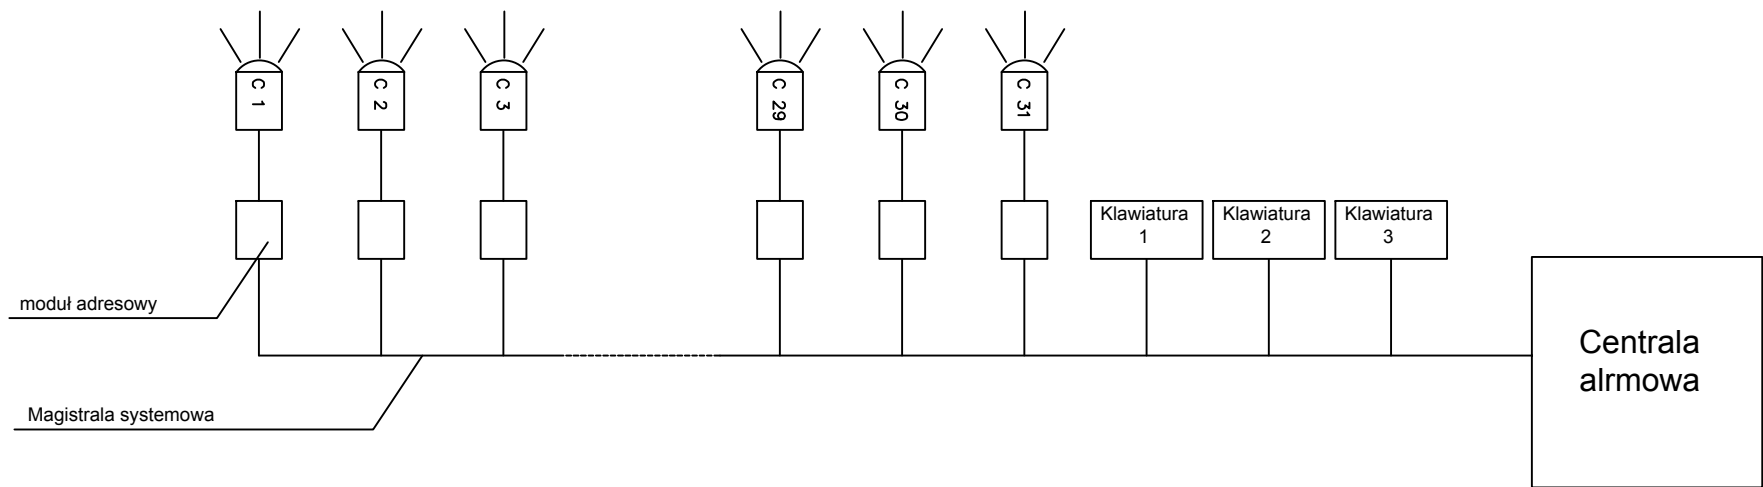 C 1
C 2
C 3
C 29
C 30
C 31
Klawiatura
1
Klawiatura
2
Klawiatura
3
moduł adresowy
Centrala
alrmowa
Magistrala systemowa